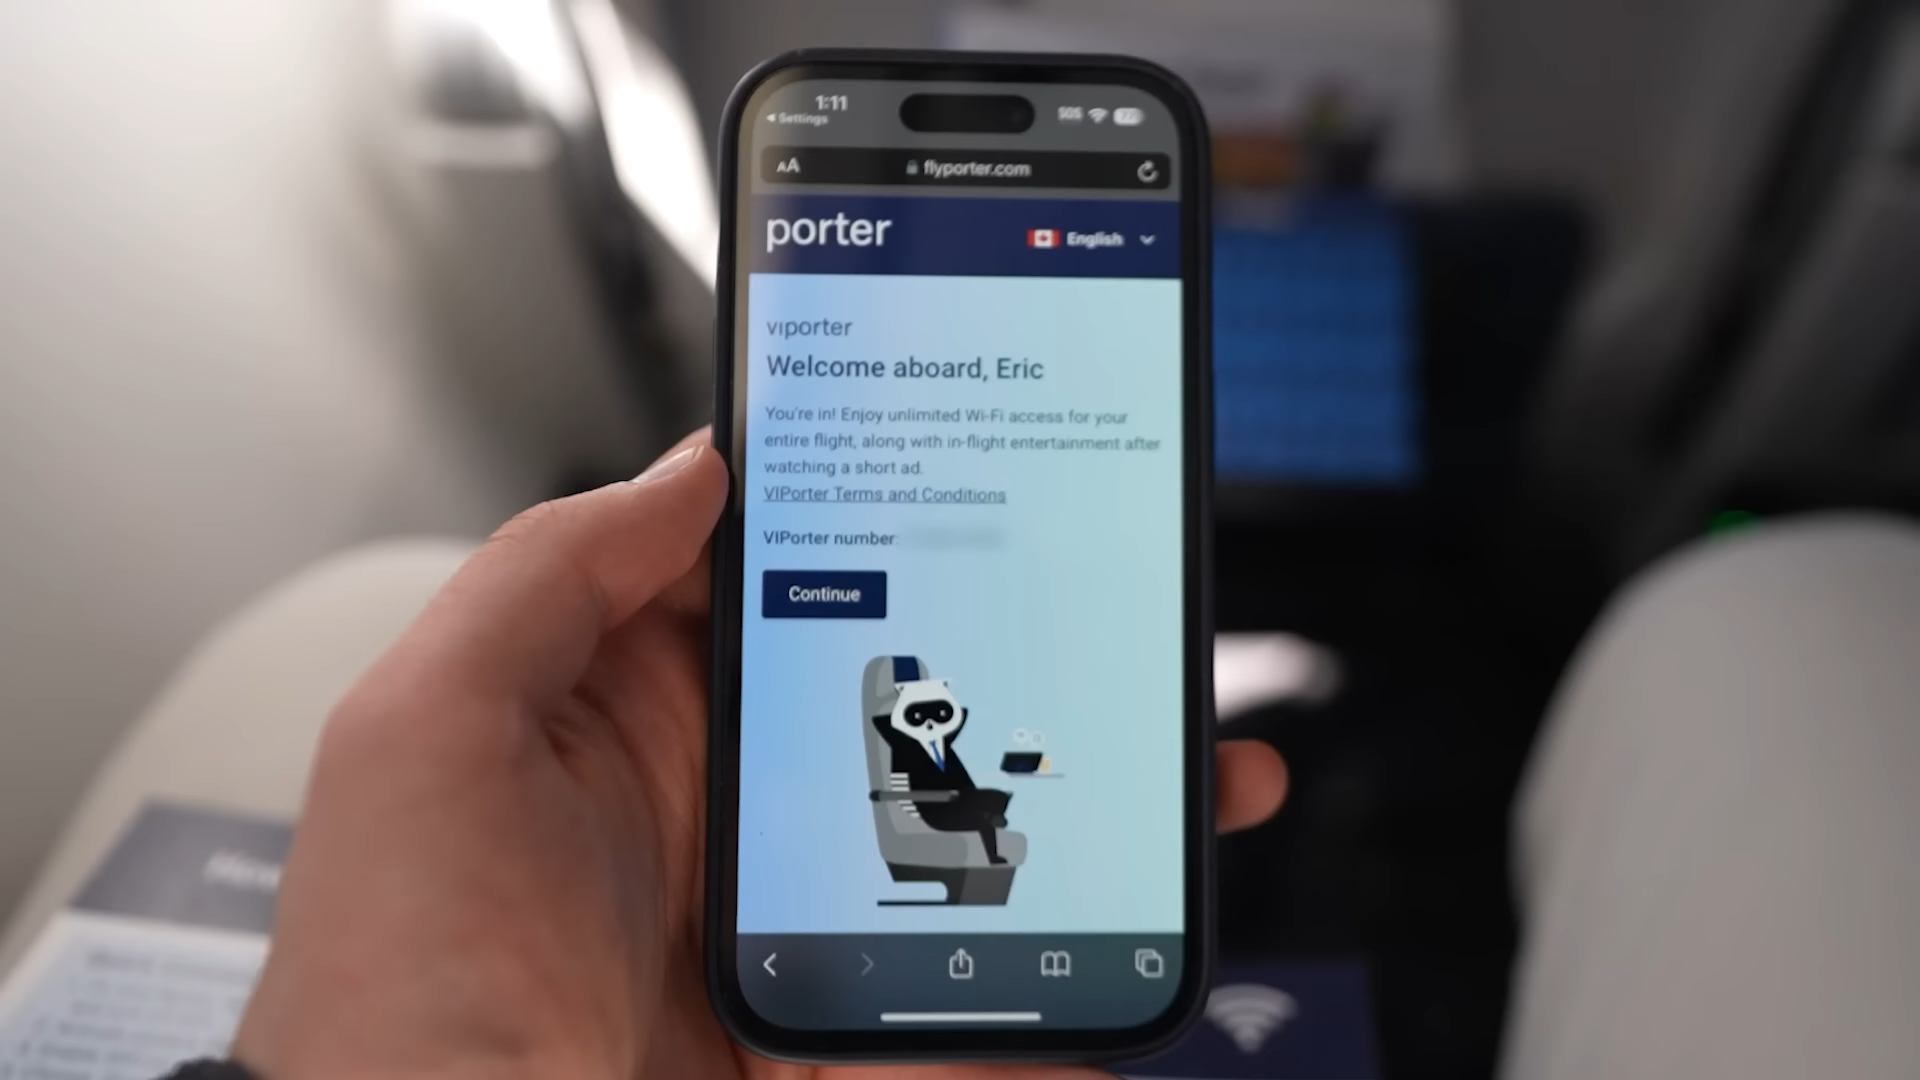 1:11
SOS
Settings
AA
flyporter.com
porter
English
viporter
Welcome aboard, Eric
You're in! Enjoy unlimited Wi-Fi access for your
entire flight, along with in-flight entertainment after
watching a short ad.
VIPorter Terms and Conditions
VIPorter number:
Continue